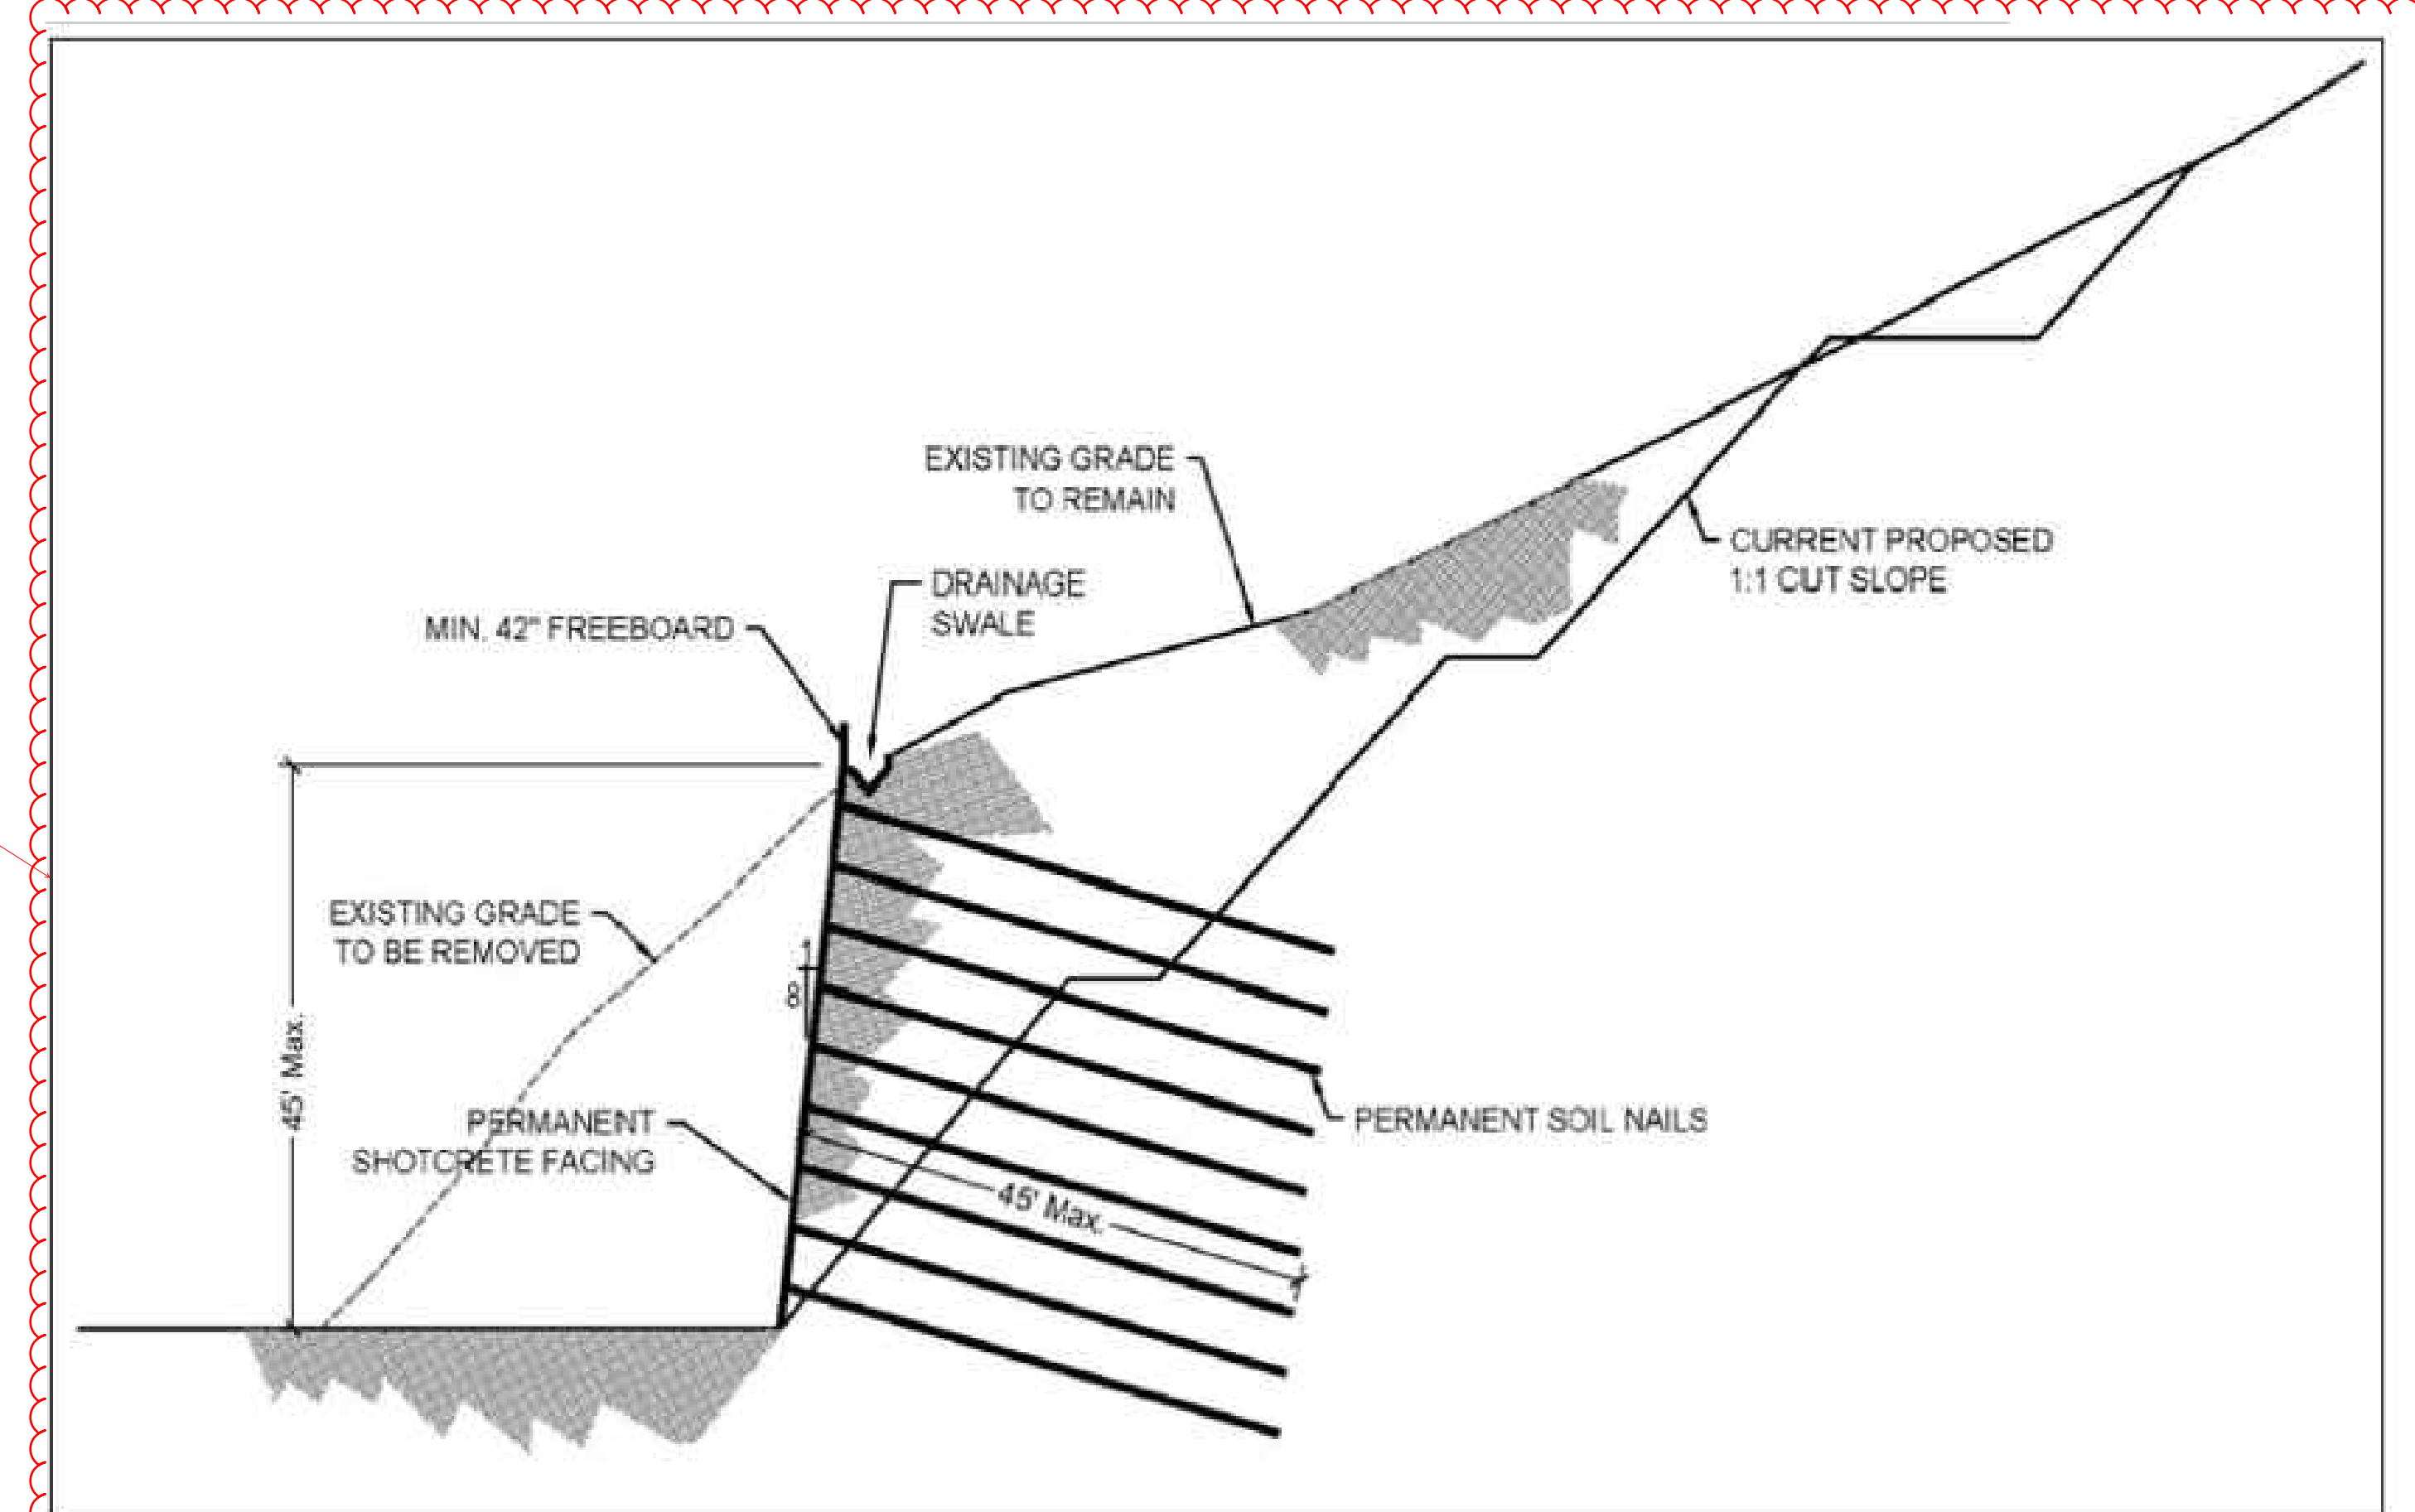 EXISTING GRADE
TO REMAIN
CURRENT PROPOSED
1:1 CUT SLOPE
DRAINAGE
SWALE
MIN. 42" FREEBOARD
EXISTING GRADE
TO BE REMOVED
1
8
45' Max.
PERMANENT
SHOTCRETE FACING
PERMANENT SOIL NAILS
45' Max.